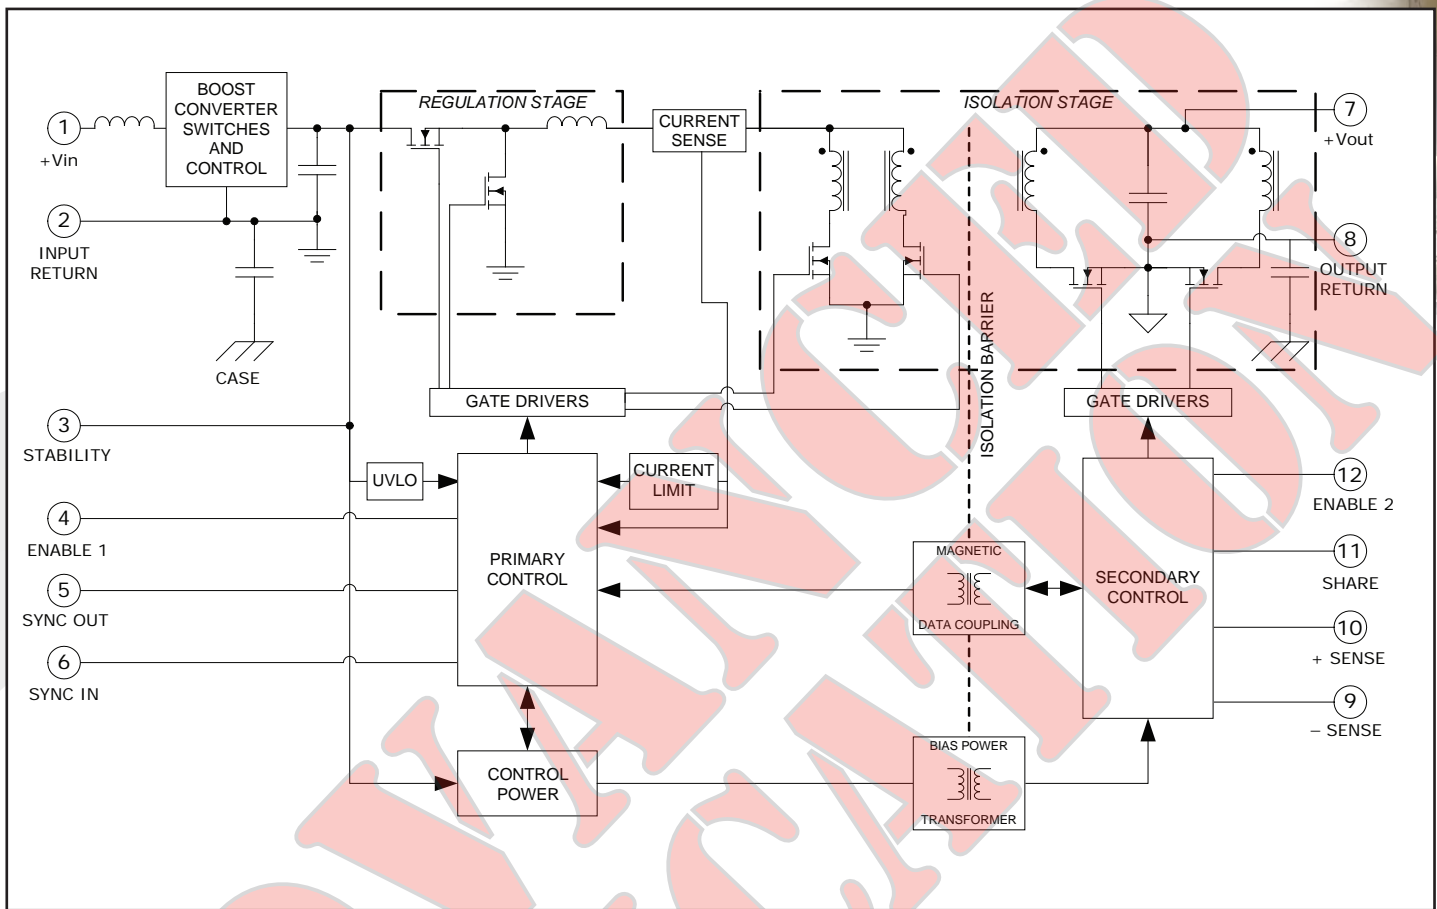 BOOST
CONVERTER
SWITCHES
AND
CONTROL
REGULATION STAGE
CURRENT
SENSE
ISOLATION STAGE
1
+Vin
2
INPUT
RETURN
CASE
7
+Vout
8
OUTPUT
RETURN
ISOLATION BARRIER
GATE DRIVERS
GATE DRIVERS
3
STABILITY
UVLO
CURRENT
LIMIT
4
ENABLE 1
5
SYNC OUT
6
SYNC IN
PRIMARY
CONTROL
MAGNETIC
DATA COUPLING
SECONDARY
CONTROL
12
ENABLE 2
11
SHARE
10
+ SENSE
9
– SENSE
CONTROL
POWER
BIAS POWER
TRANSFORMER